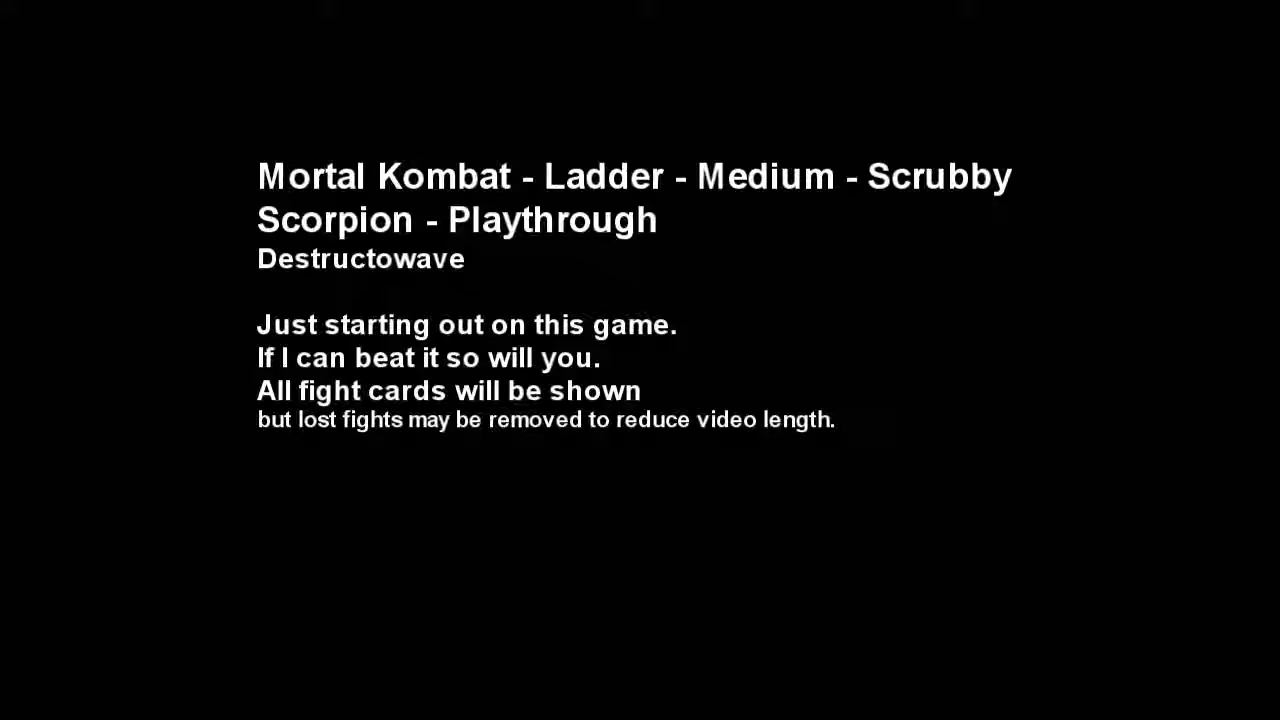 Mortal Kombat - Ladder - Medium - Scrubby
Scorpion - Playthrough
Destructowave
Just starting out on this game.
If I can beat it so will you.
All fight cards will be shown
but lost fights may be removed to reduce video length.